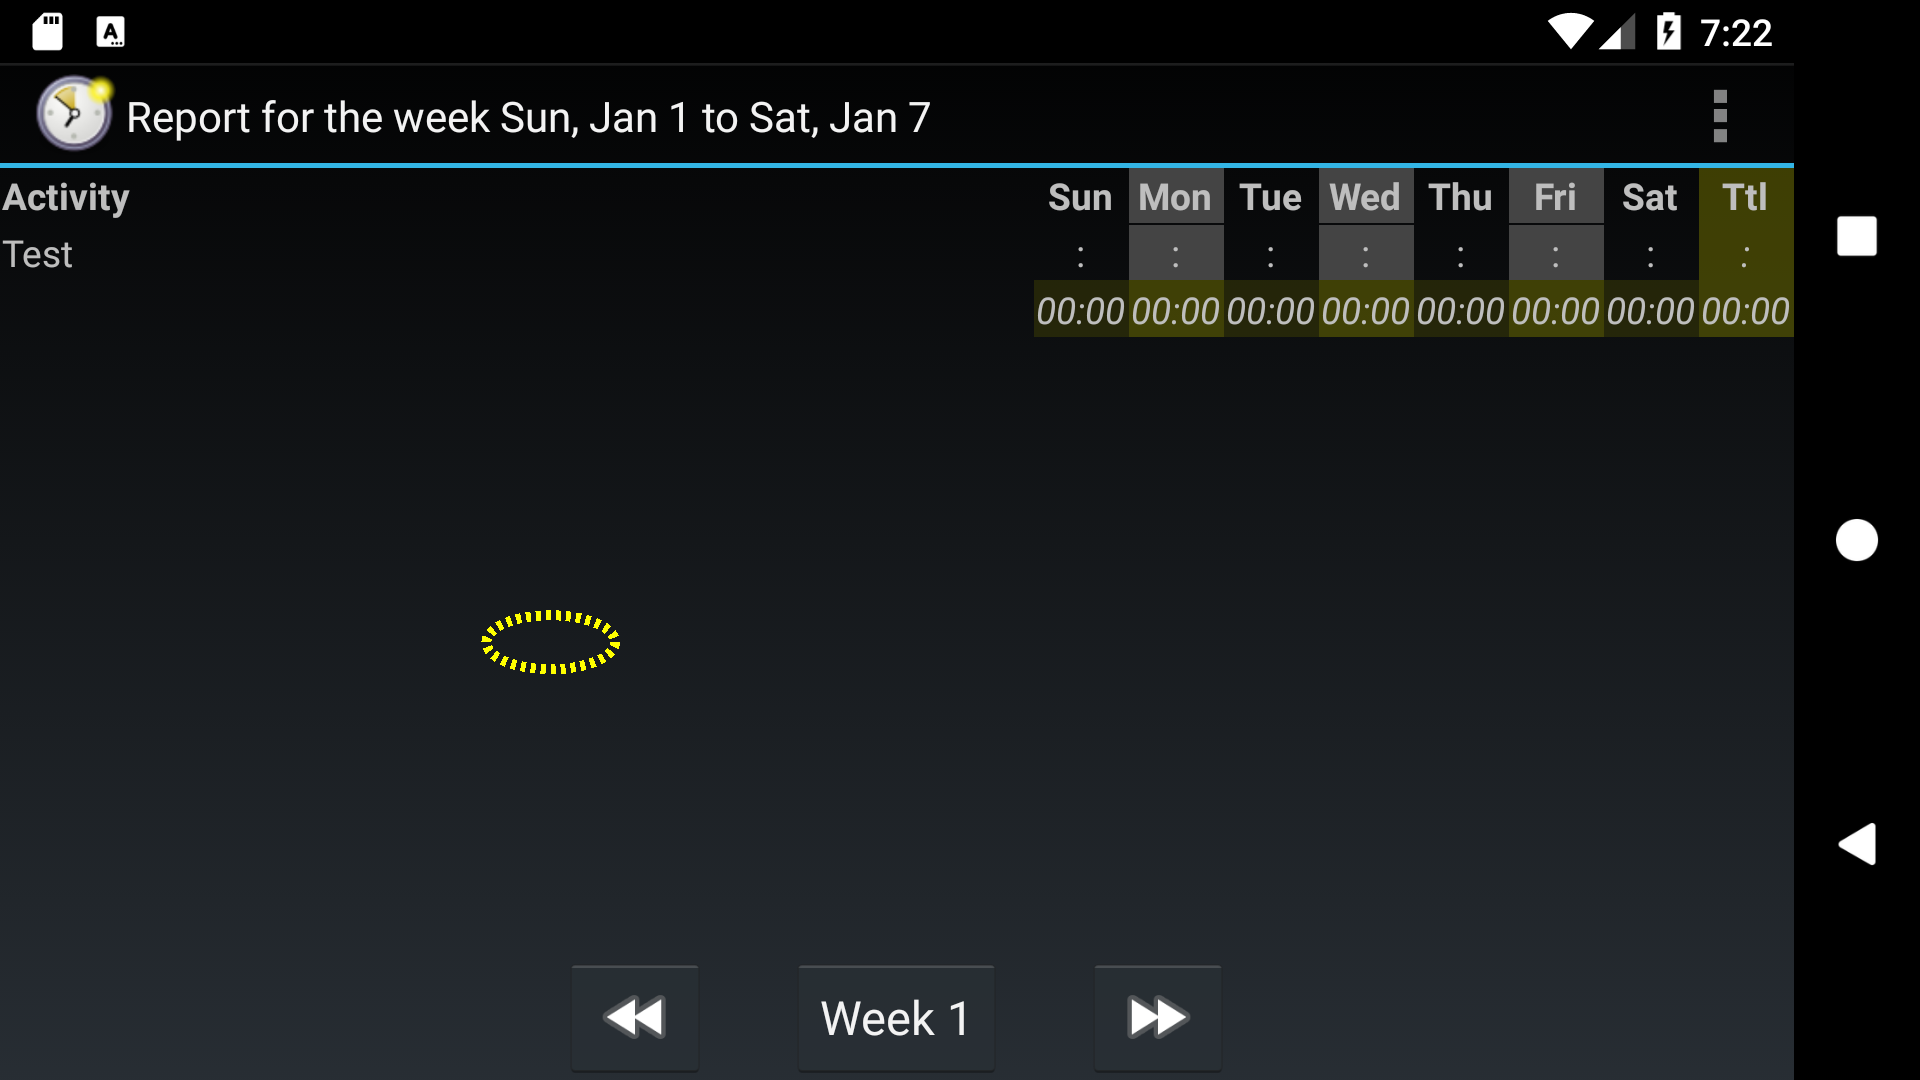 7:22
Report for the week Sun, Jan 1 to Sat, Jan 7
Activity Sun Mon Tue Wed Thu Fri Sat Ttl
Test : : : : : : : :
00:00 00:00 00:00 00:00 00:00 00:00 00:00 00:00
Week 1